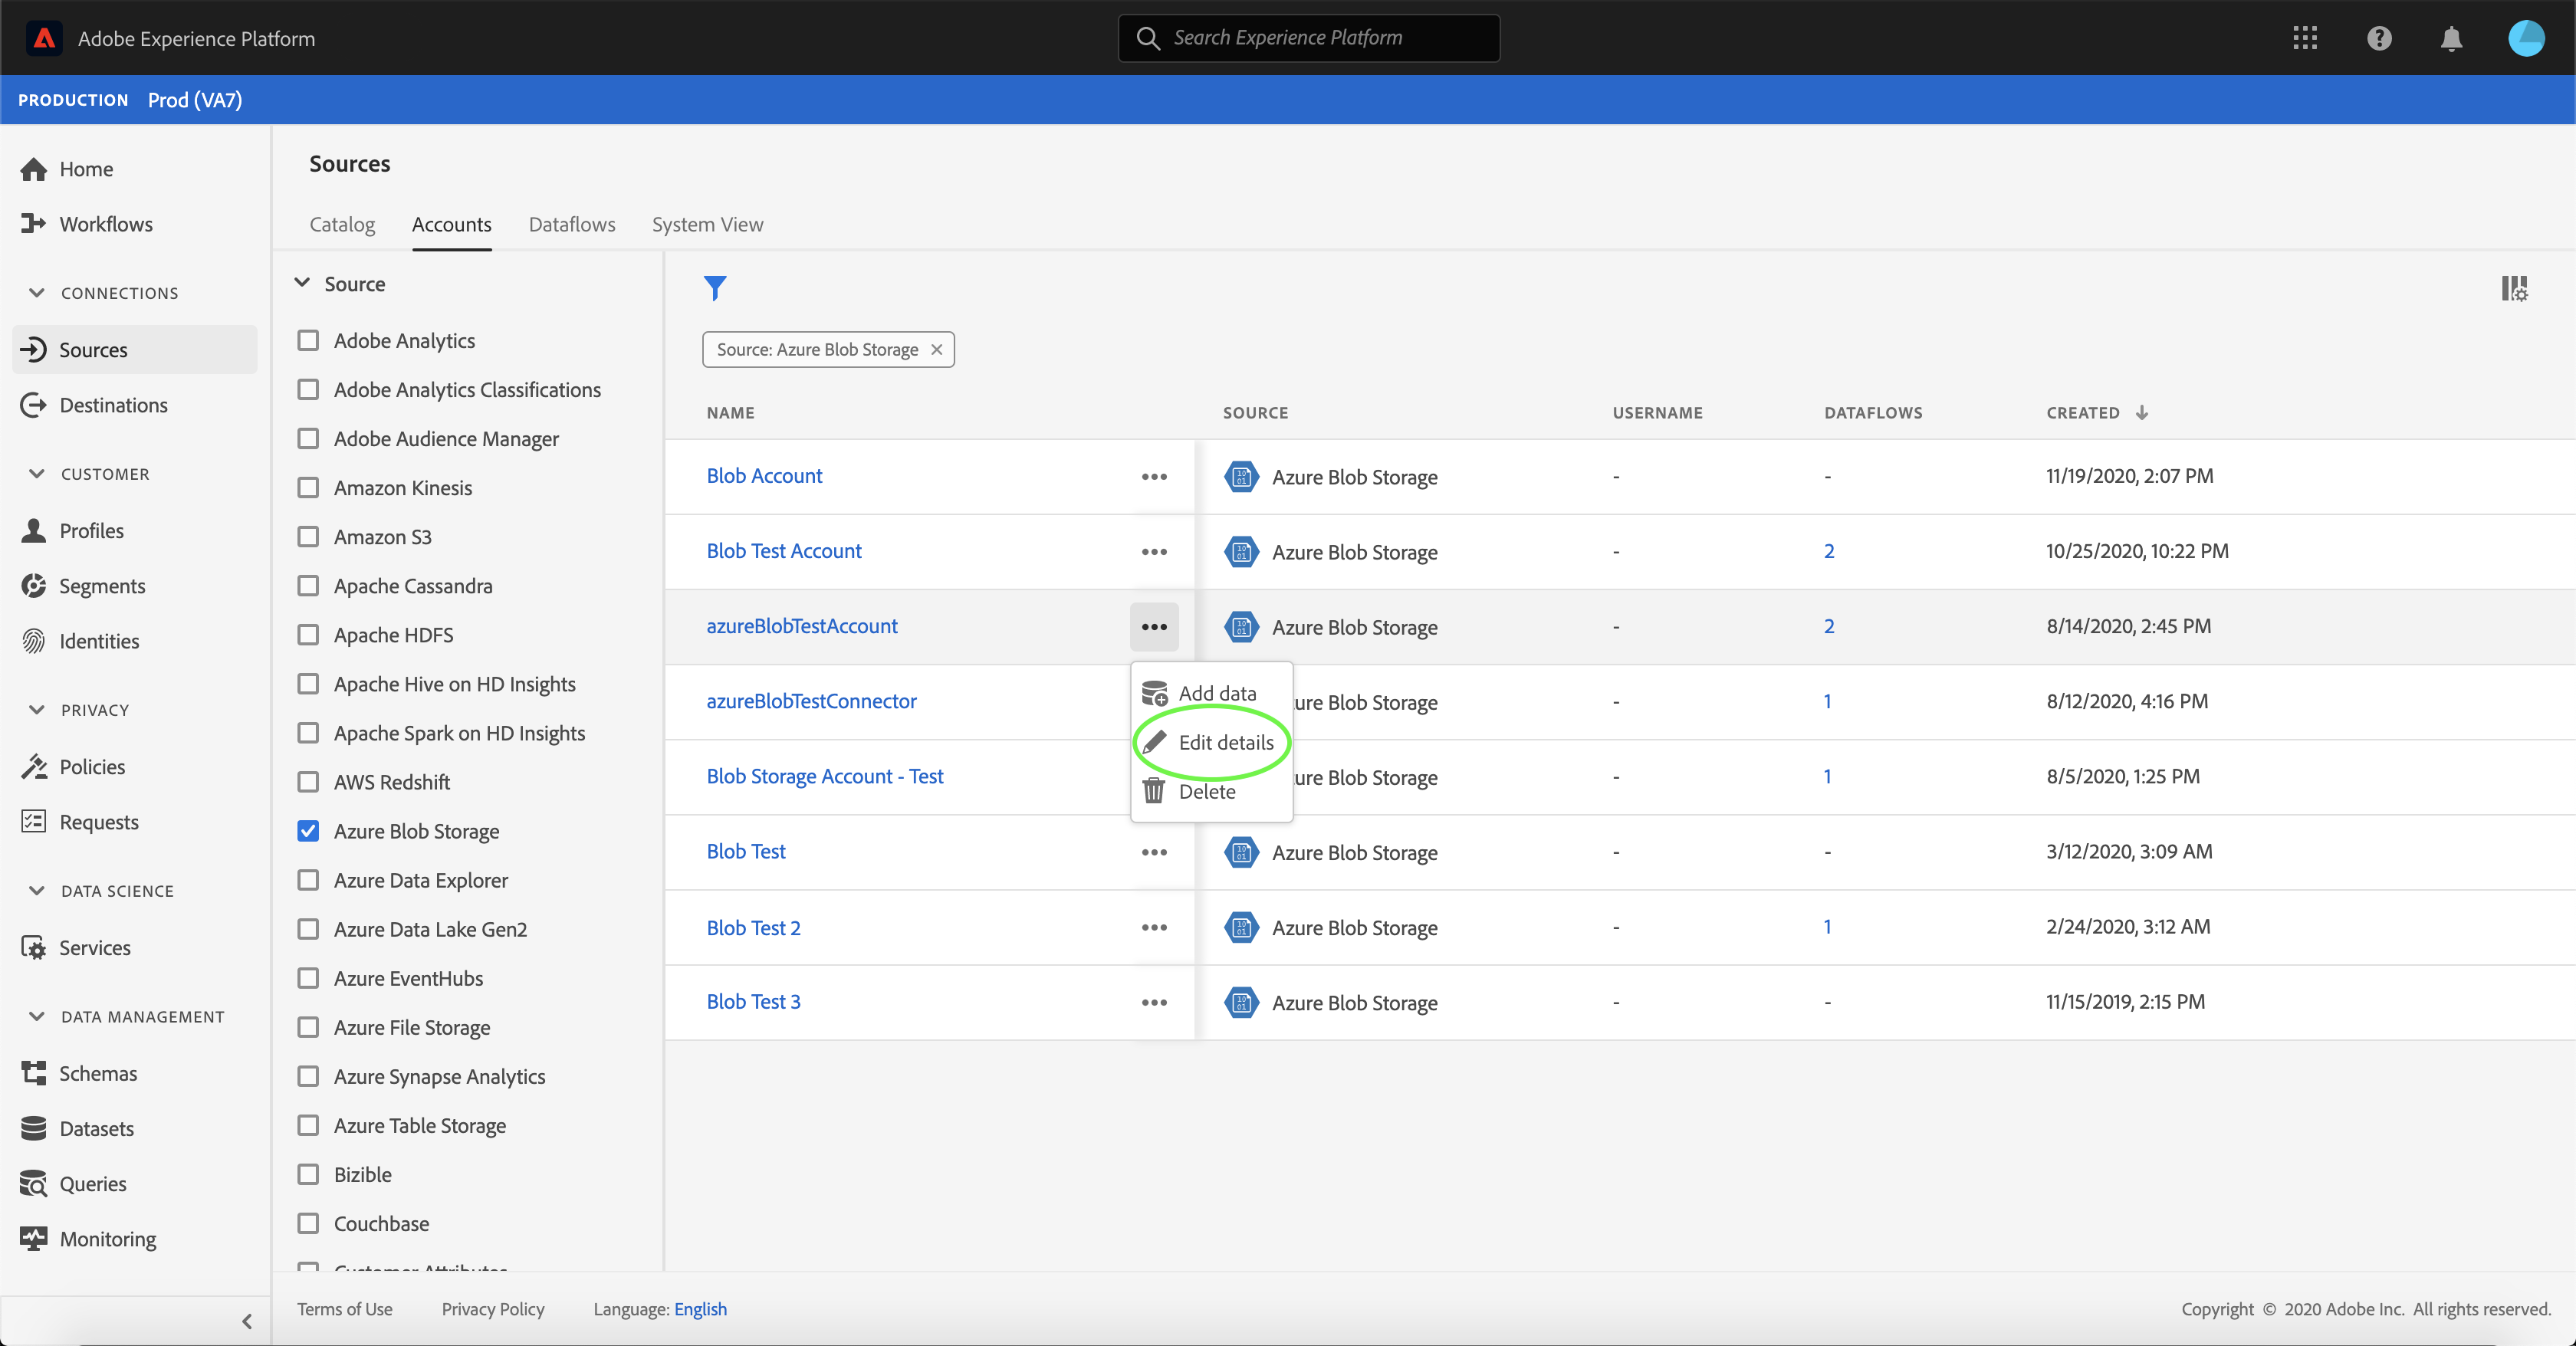 Adobe Experience Platform
Search Experience Platform
PRODUCTION Prod (VA7)
Home
Workflows
CONNECTIONS
Sources
Destinations
CUSTOMER
Profiles
Segments
Identities
PRIVACY
Policies
Requests
DATA SCIENCE
Services
DATA MANAGEMENT
Schemas
Datasets
Queries
Monitoring
Sources
Catalog Accounts Dataflows System View
Source
Adobe Analytics
Adobe Analytics Classifications
Adobe Audience Manager
Amazon Kinesis
Amazon S3
Apache Cassandra
Apache HDFS
Apache Hive on HD Insights
Apache Spark on HD Insights
AWS Redshift
Azure Blob Storage
Azure Data Explorer
Azure Data Lake Gen2
Azure EventHubs
Azure File Storage
Azure Synapse Analytics
Azure Table Storage
Bizible
Couchbase
Customer Attributes
Source: Azure Blob Storage
NAME SOURCE USERNAME DATAFLOWS CREATED
Blob Account Azure Blob Storage - - 11/19/2020, 2:07 PM
Blob Test Account Azure Blob Storage - 2 10/25/2020, 10:22 PM
azureBlobTestAccount Azure Blob Storage - 2 8/14/2020, 2:45 PM
azureBlobTestConnector ure Blob Storage - 1 8/12/2020, 4:16 PM
Blob Storage Account - Test ure Blob Storage - 1 8/5/2020, 1:25 PM
Blob Test Azure Blob Storage - - 3/12/2020, 3:09 AM
Blob Test 2 Azure Blob Storage - 1 2/24/2020, 3:12 AM
Blob Test 3 Azure Blob Storage - - 11/15/2019, 2:15 PM
Add data
Edit details
Delete
Terms of Use Privacy Policy Language: English
Copyright © 2020 Adobe Inc. All rights reserved.